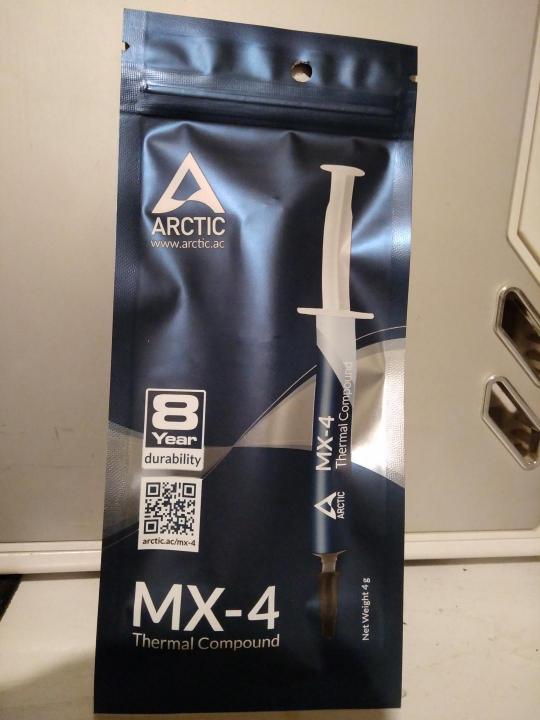 ARCTIC
www.arctic.ac
8
Year
durability
arctic.ac/mx-4
MX-4
Thermal Compound
ARCTIC
MX-4
Thermal Compound
Net Weight 4 g